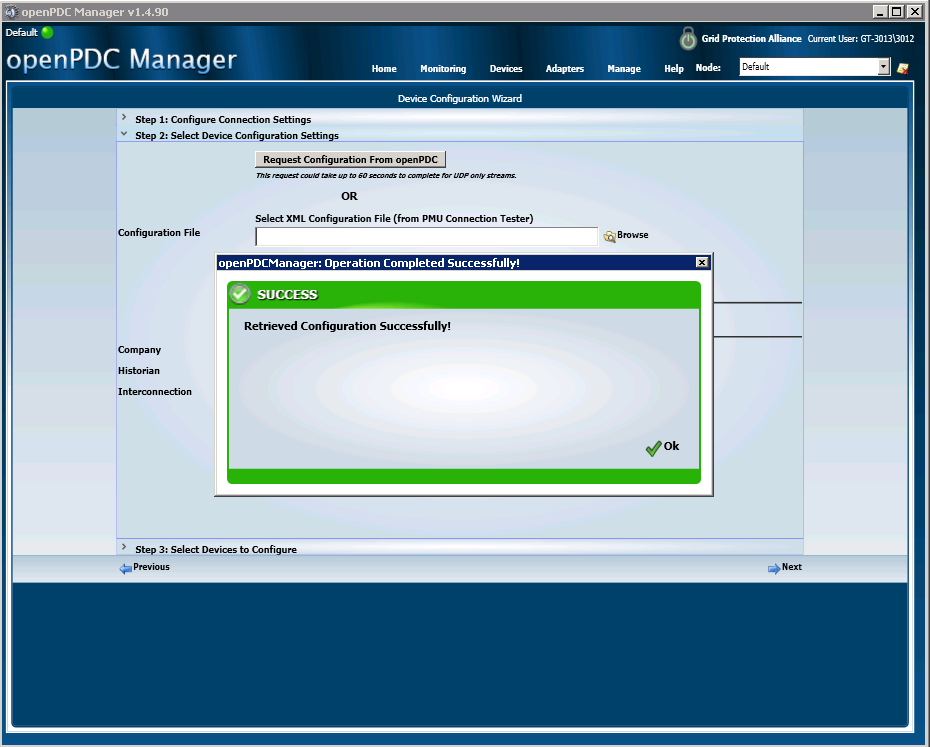 openPDC Manager v1.4.90
Default
openPDC Manager
Grid Protection Alliance Current User: GT-3013\3012
Home Monitoring Devices Adapters Manage Help Node: Default
Device Configuration Wizard
Step 1: Configure Connection Settings
Step 2: Select Device Configuration Settings
Request Configuration From openPDC
This request could take up to 60 seconds to complete for UDP only streams.
OR
Select XML Configuration File (from PMU Connection Tester)
Configuration File
Browse
openPDCManager: Operation Completed Successfully!
SUCCESS
Retrieved Configuration Successfully!
Ok
Company
Historian
Interconnection
Step 3: Select Devices to Configure
Previous
Next